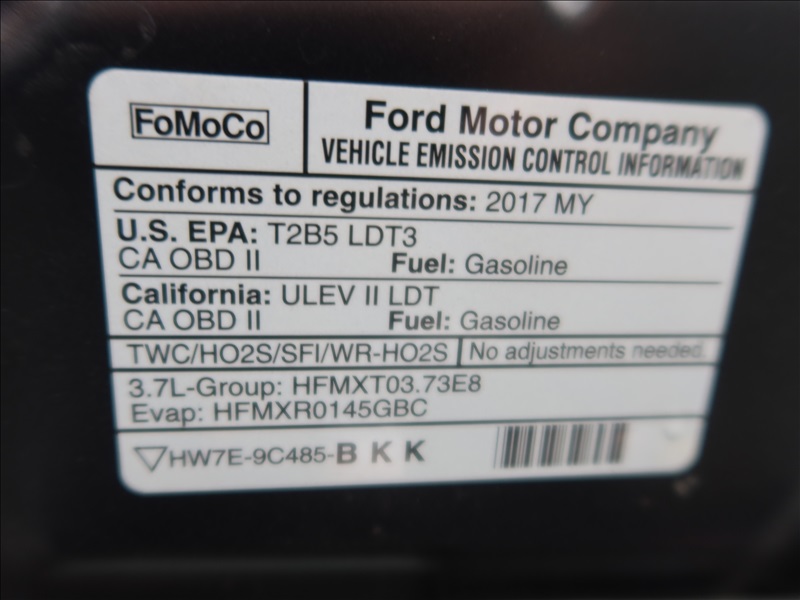 FoMoCo
Ford Motor Company
VEHICLE EMISSION CONTROL INFORMATION
Conforms to regulations: 2017 MY
U.S. EPA: T2B5 LDT3
CA OBD II Fuel: Gasoline
California: ULEV II LDT
CA OBD II Fuel: Gasoline
TWC/HO2S/SFI/WR-HO2S No adjustments needed.
3.7L-Group: HFMXT03.73E8
Evap: HFMXR0145GBC
HW7E-9C485-B K K